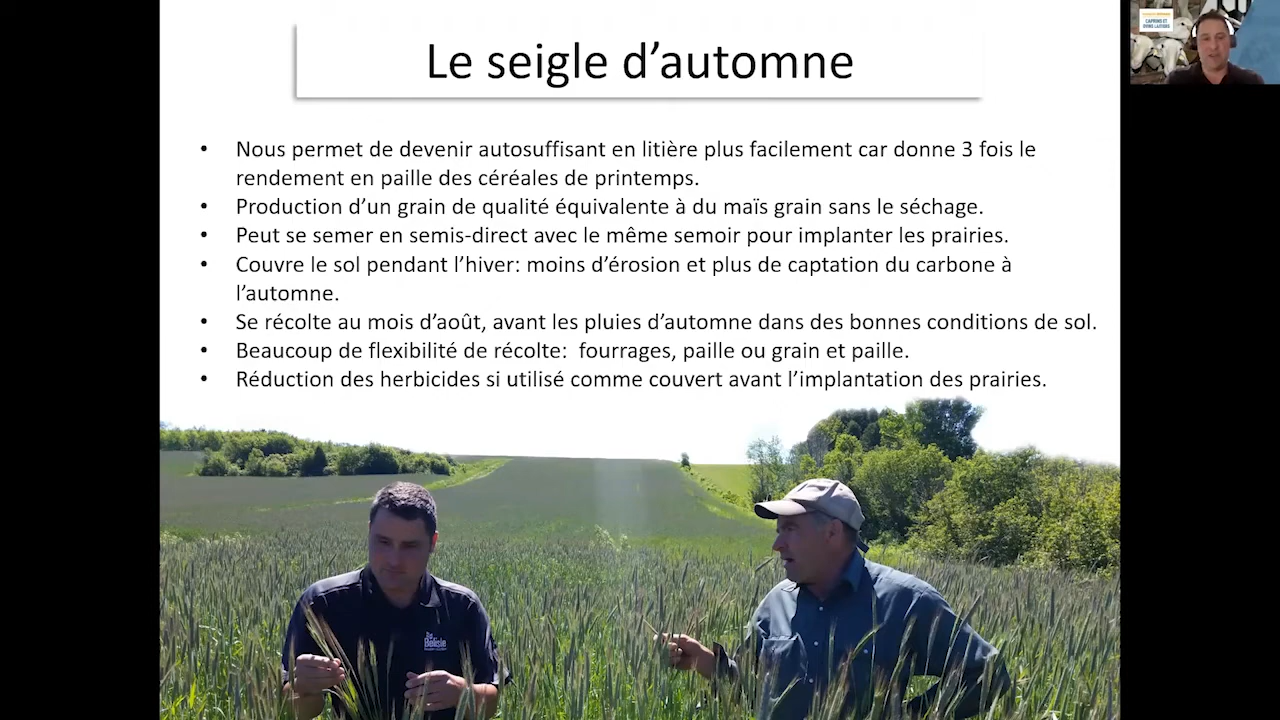 Le seigle d’automne
• Nous permet de devenir autosuffisant en litière plus facilement car donne 3 fois le
rendement en paille des céréales de printemps.
• Production d’un grain de qualité équivalente à du maïs grain sans le séchage.
• Peut se semer en semis-direct avec le même semoir pour implanter les prairies.
• Couvre le sol pendant l’hiver: moins d’érosion et plus de captation du carbone à
l’automne.
• Se récolte au mois d’août, avant les pluies d’automne dans des bonnes conditions de sol.
• Beaucoup de flexibilité de récolte:  fourrages, paille ou grain et paille.
• Réduction des herbicides si utilisé comme couvert avant l’implantation des prairies.
CAPRINS ET
OVINS LAITIERS
Belisle